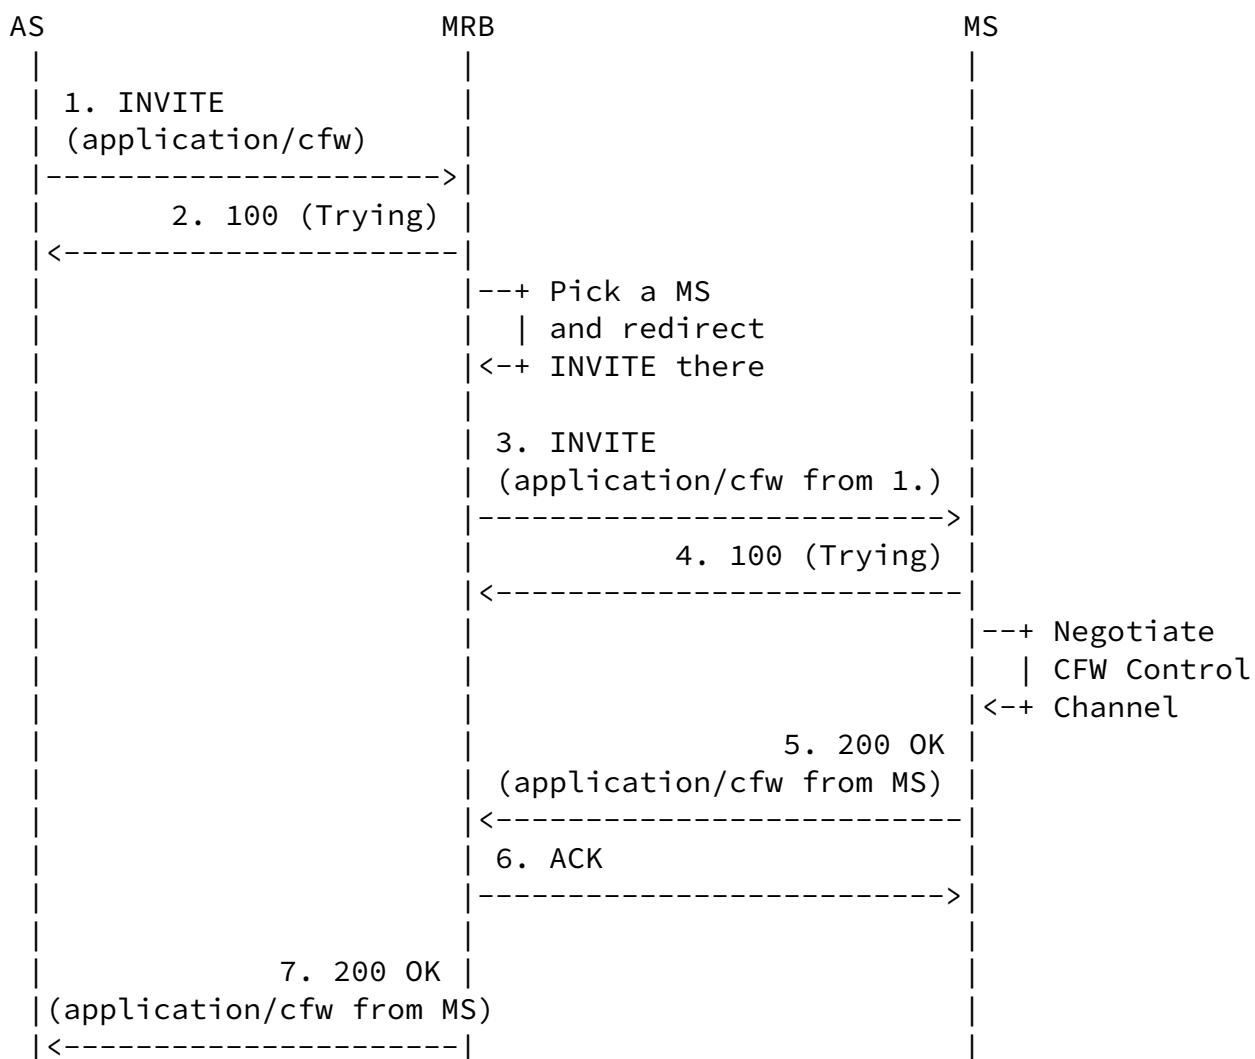 AS MRB MS
1. INVITE
(application/cfw)
2. 100 (Trying)
--+ Pick a MS
| and redirect
<-+ INVITE there
3. INVITE
(application/cfw from 1.)
4. 100 (Trying)
--+ Negotiate
| CFW Control
<-+ Channel
5. 200 OK
(application/cfw from MS)
6. ACK
7. 200 OK
(application/cfw from MS)